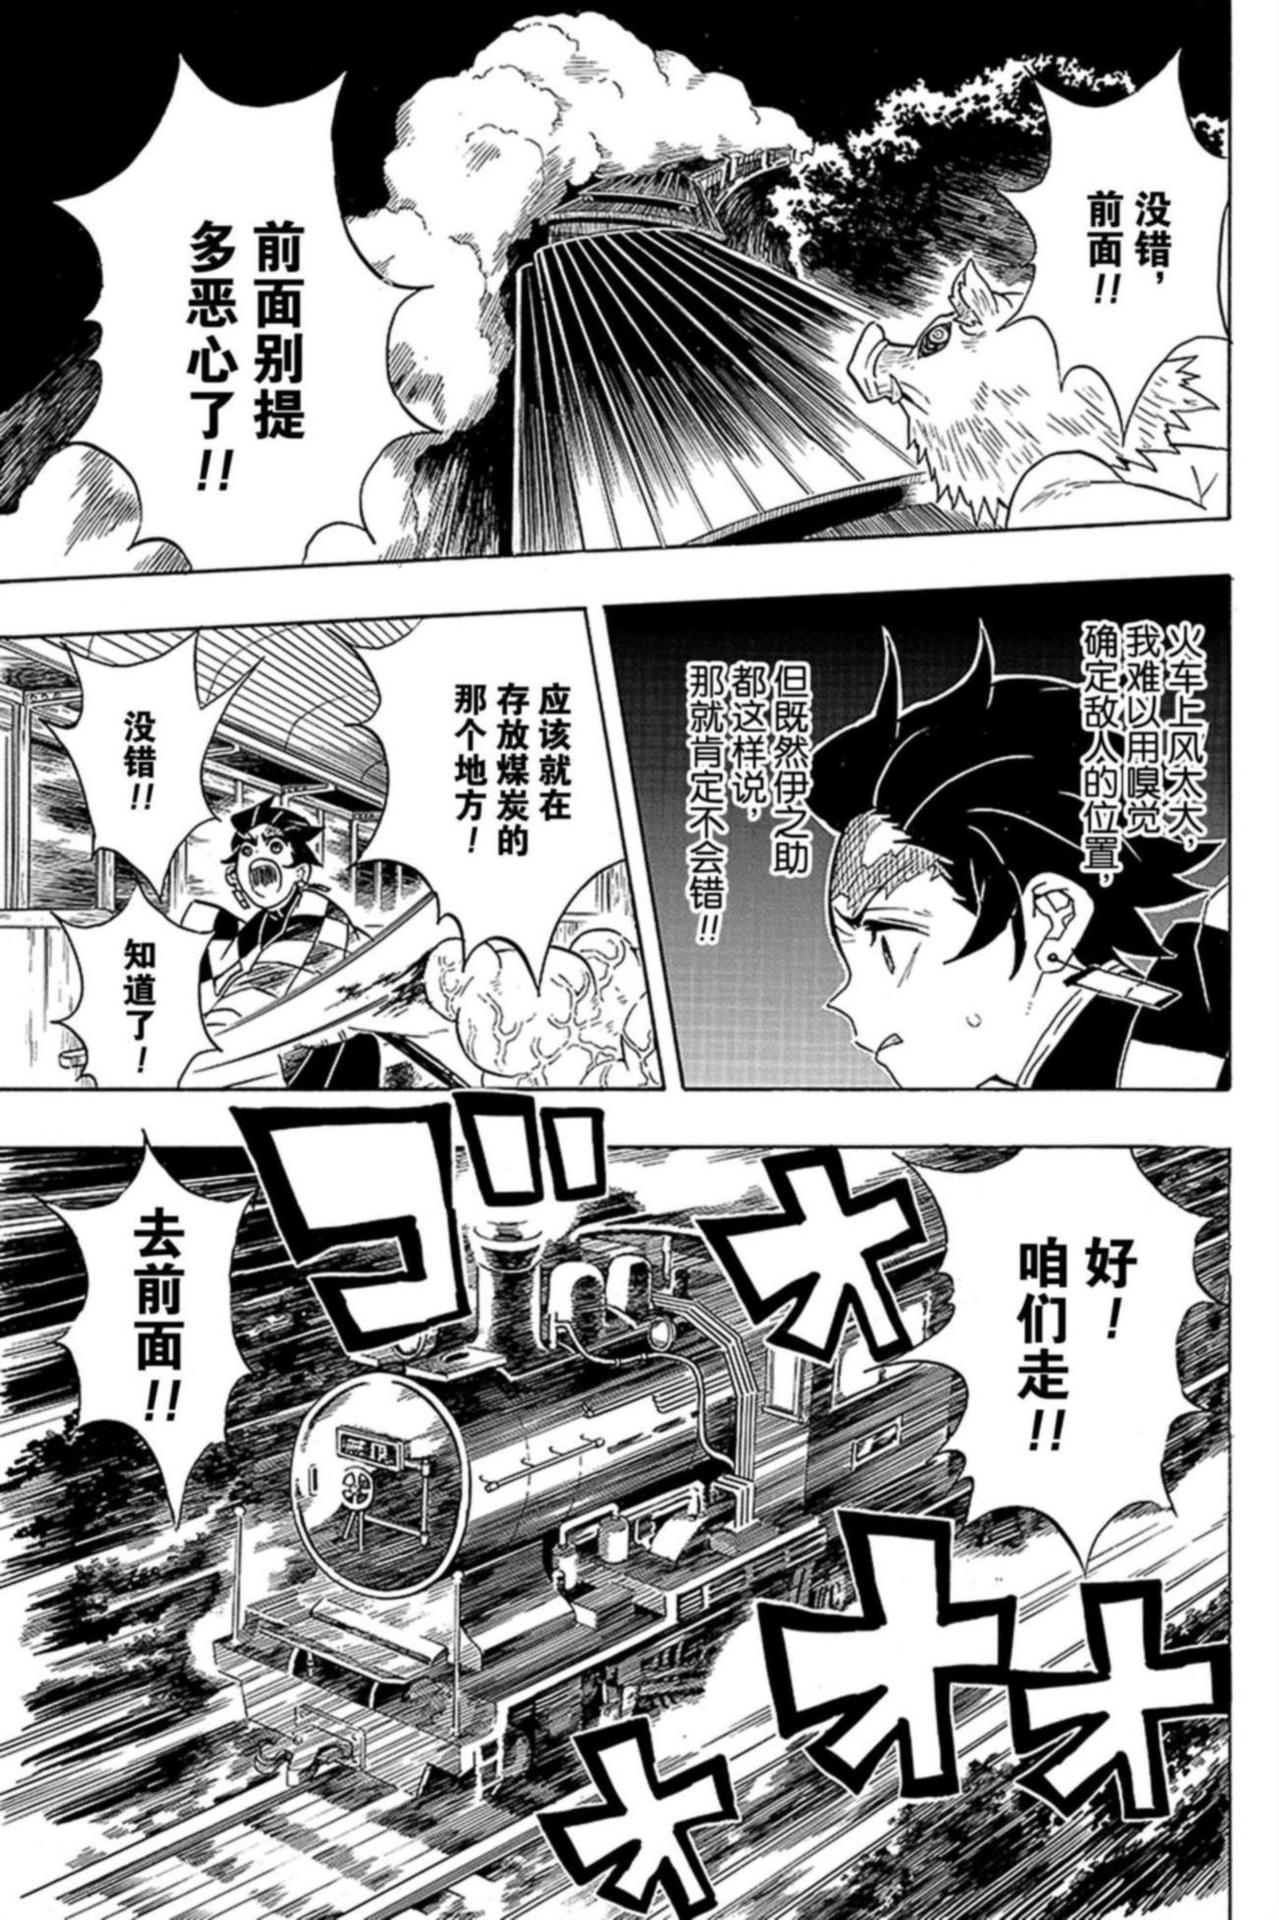 没错，
前面!!
前面别提
多恶心了!!
火车上风太大，
我难以用嗅觉
确定敌人的位置，
但既然伊之助
都这样说，
那就肯定不会错!!
应该就在
存放煤炭的
那个地方！
没错!!
知道了！
好！
咱们走!!
ゴオオオオ
去前面!!